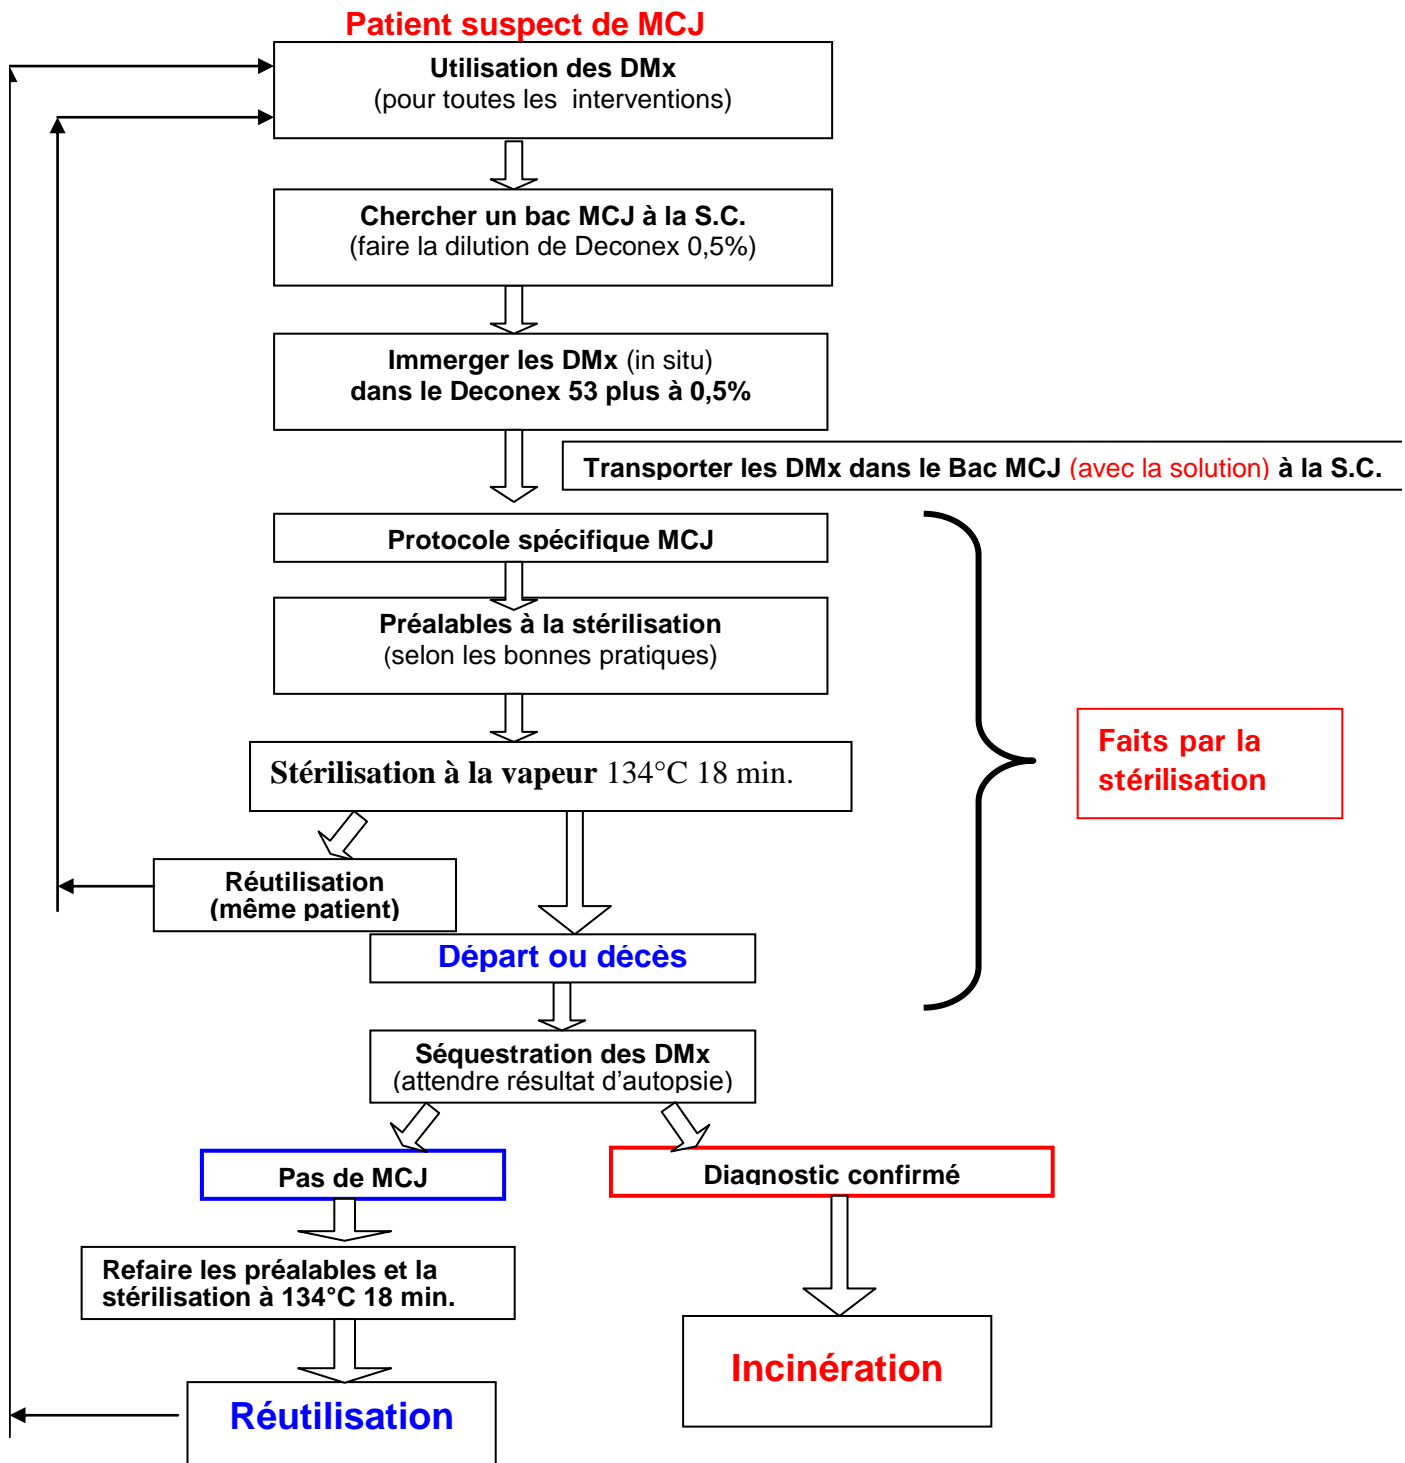 Patient suspect de MCJ
Utilisation des DMx
(pour toutes les interventions)
Chercher un bac MCJ à la S.C.
(faire la dilution de Deconex 0,5%)
Immerger les DMx (in situ)
dans le Deconex 53 plus à 0,5%
Transporter les DMx dans le Bac MCJ (avec la solution) à la S.C.
Protocole spécifique MCJ
Préalables à la stérilisation
(selon les bonnes pratiques)
Faits par la
stérilisation
Stérilisation à la vapeur 134°C 18 min.
Réutilisation
(même patient)
Départ ou décès
Séquestration des DMx
(attendre résultat d'autopsie)
Pas de MCJ
Diagnostic confirmé
Refaire les préalables et la
stérilisation à 134°C 18 min.
Incinération
Réutilisation